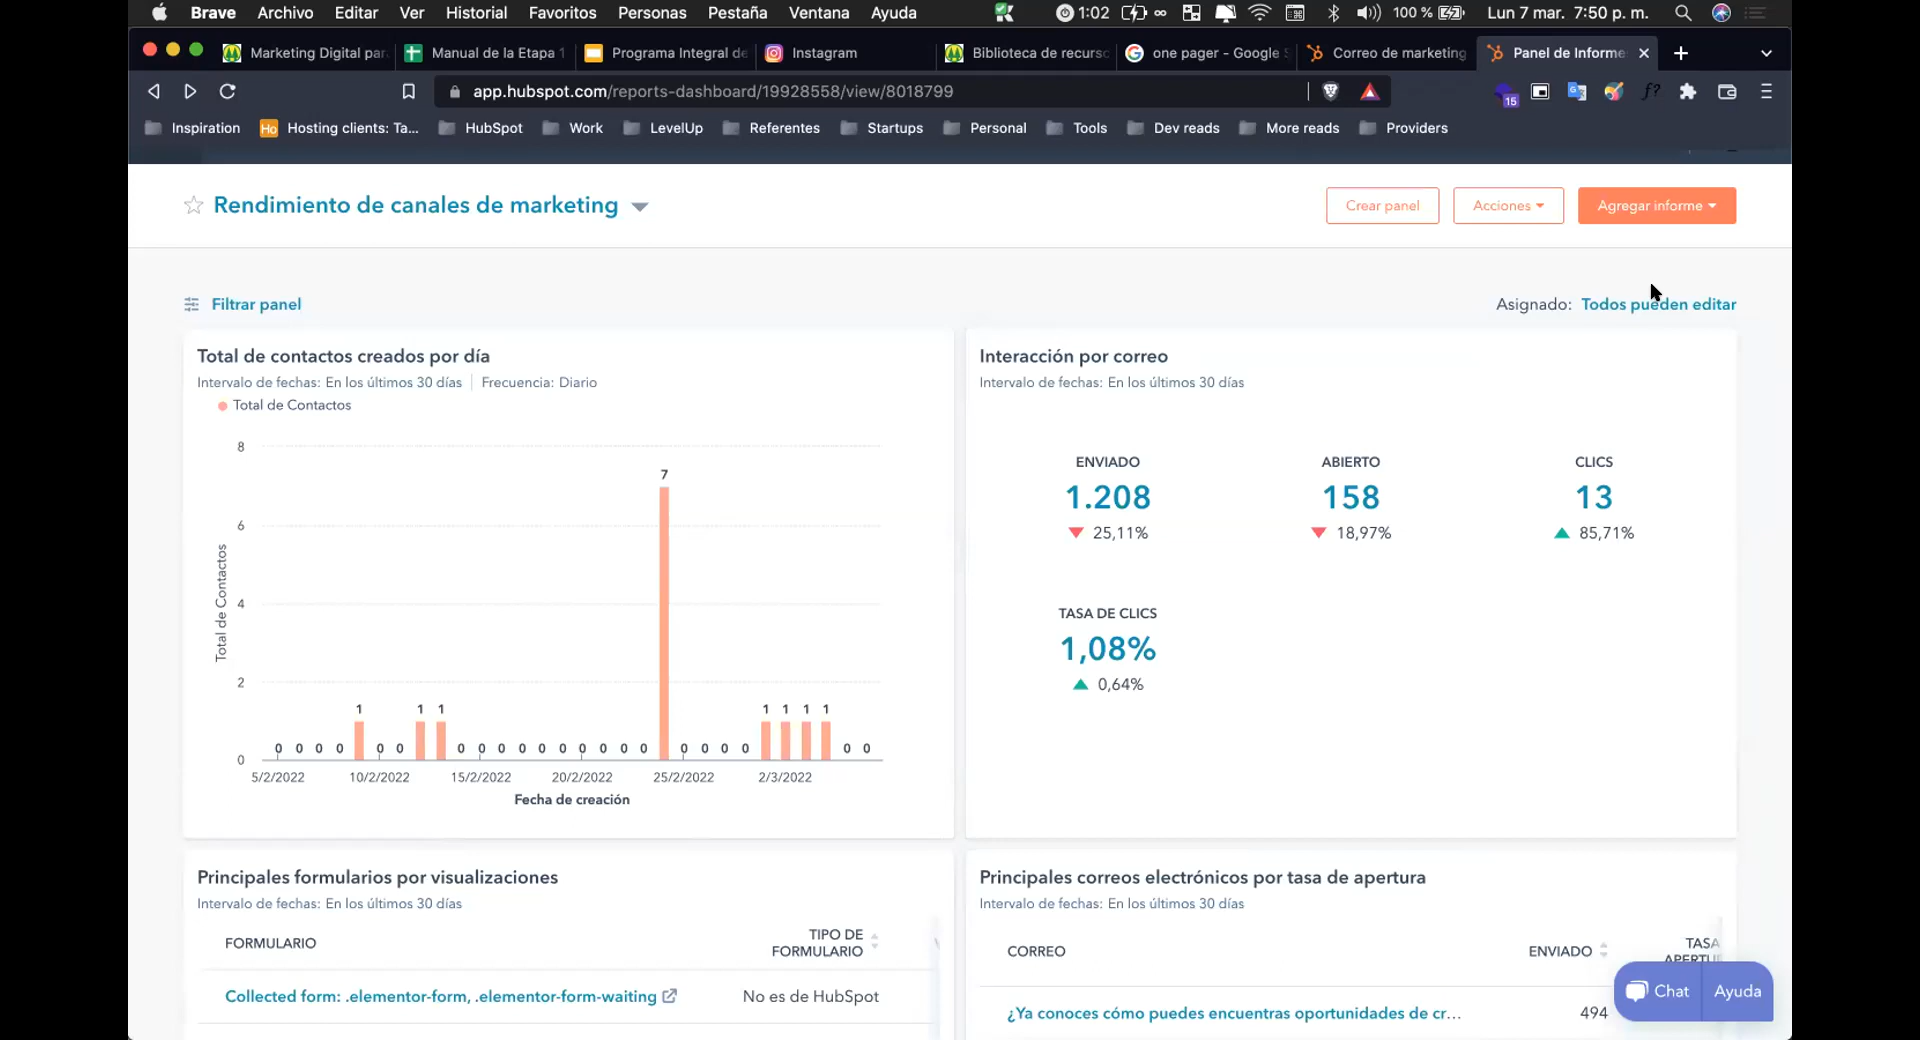 Brave Archivo Editar Ver Historial Favoritos Personas Pestaña Ventana Ayuda 1:02 100 % Lun 7 mar. 7:50 p. m.
Marketing Digital par Manual de la Etapa 1 Programa Integral de Instagram Biblioteca de recurso one pager - Google S Correo de marketing Panel de Informe
app.hubspot.com/reports-dashboard/19928558/view/8018799 15 f?
Inspiration Ho Hosting clients: Ta... HubSpot Work LevelUp Referentes Startups Personal Tools Dev reads More reads Providers
Rendimiento de canales de marketing Crear panel Acciones Agregar informe
Filtrar panel Asignado: Todos pueden editar
Total de contactos creados por día
Intervalo de fechas: En los últimos 30 días Frecuencia: Diario
Total de Contactos
8
6
4
2
0
Total de Contactos
0 0 0 0 1 0 0 1 1 0 0 0 0 0 0 0 0 0 0 7 0 0 0 0 1 1 1 1 0 0
5/2/2022 10/2/2022 15/2/2022 20/2/2022 25/2/2022 2/3/2022
Fecha de creación
Interacción por correo
Intervalo de fechas: En los últimos 30 días
ENVIADO ABIERTO CLICS
1.208 158 13
25,11% 18,97% 85,71%
TASA DE CLICS
1,08%
0,64%
Principales formularios por visualizaciones
Intervalo de fechas: En los últimos 30 días
FORMULARIO TIPO DE FORMULARIO
Collected form: .elementor-form, .elementor-form-waiting No es de HubSpot
Principales correos electrónicos por tasa de apertura
Intervalo de fechas: En los últimos 30 días
CORREO ENVIADO TASA
¿Ya conoces cómo puedes encuentras oportunidades de cr... 494
Chat Ayuda